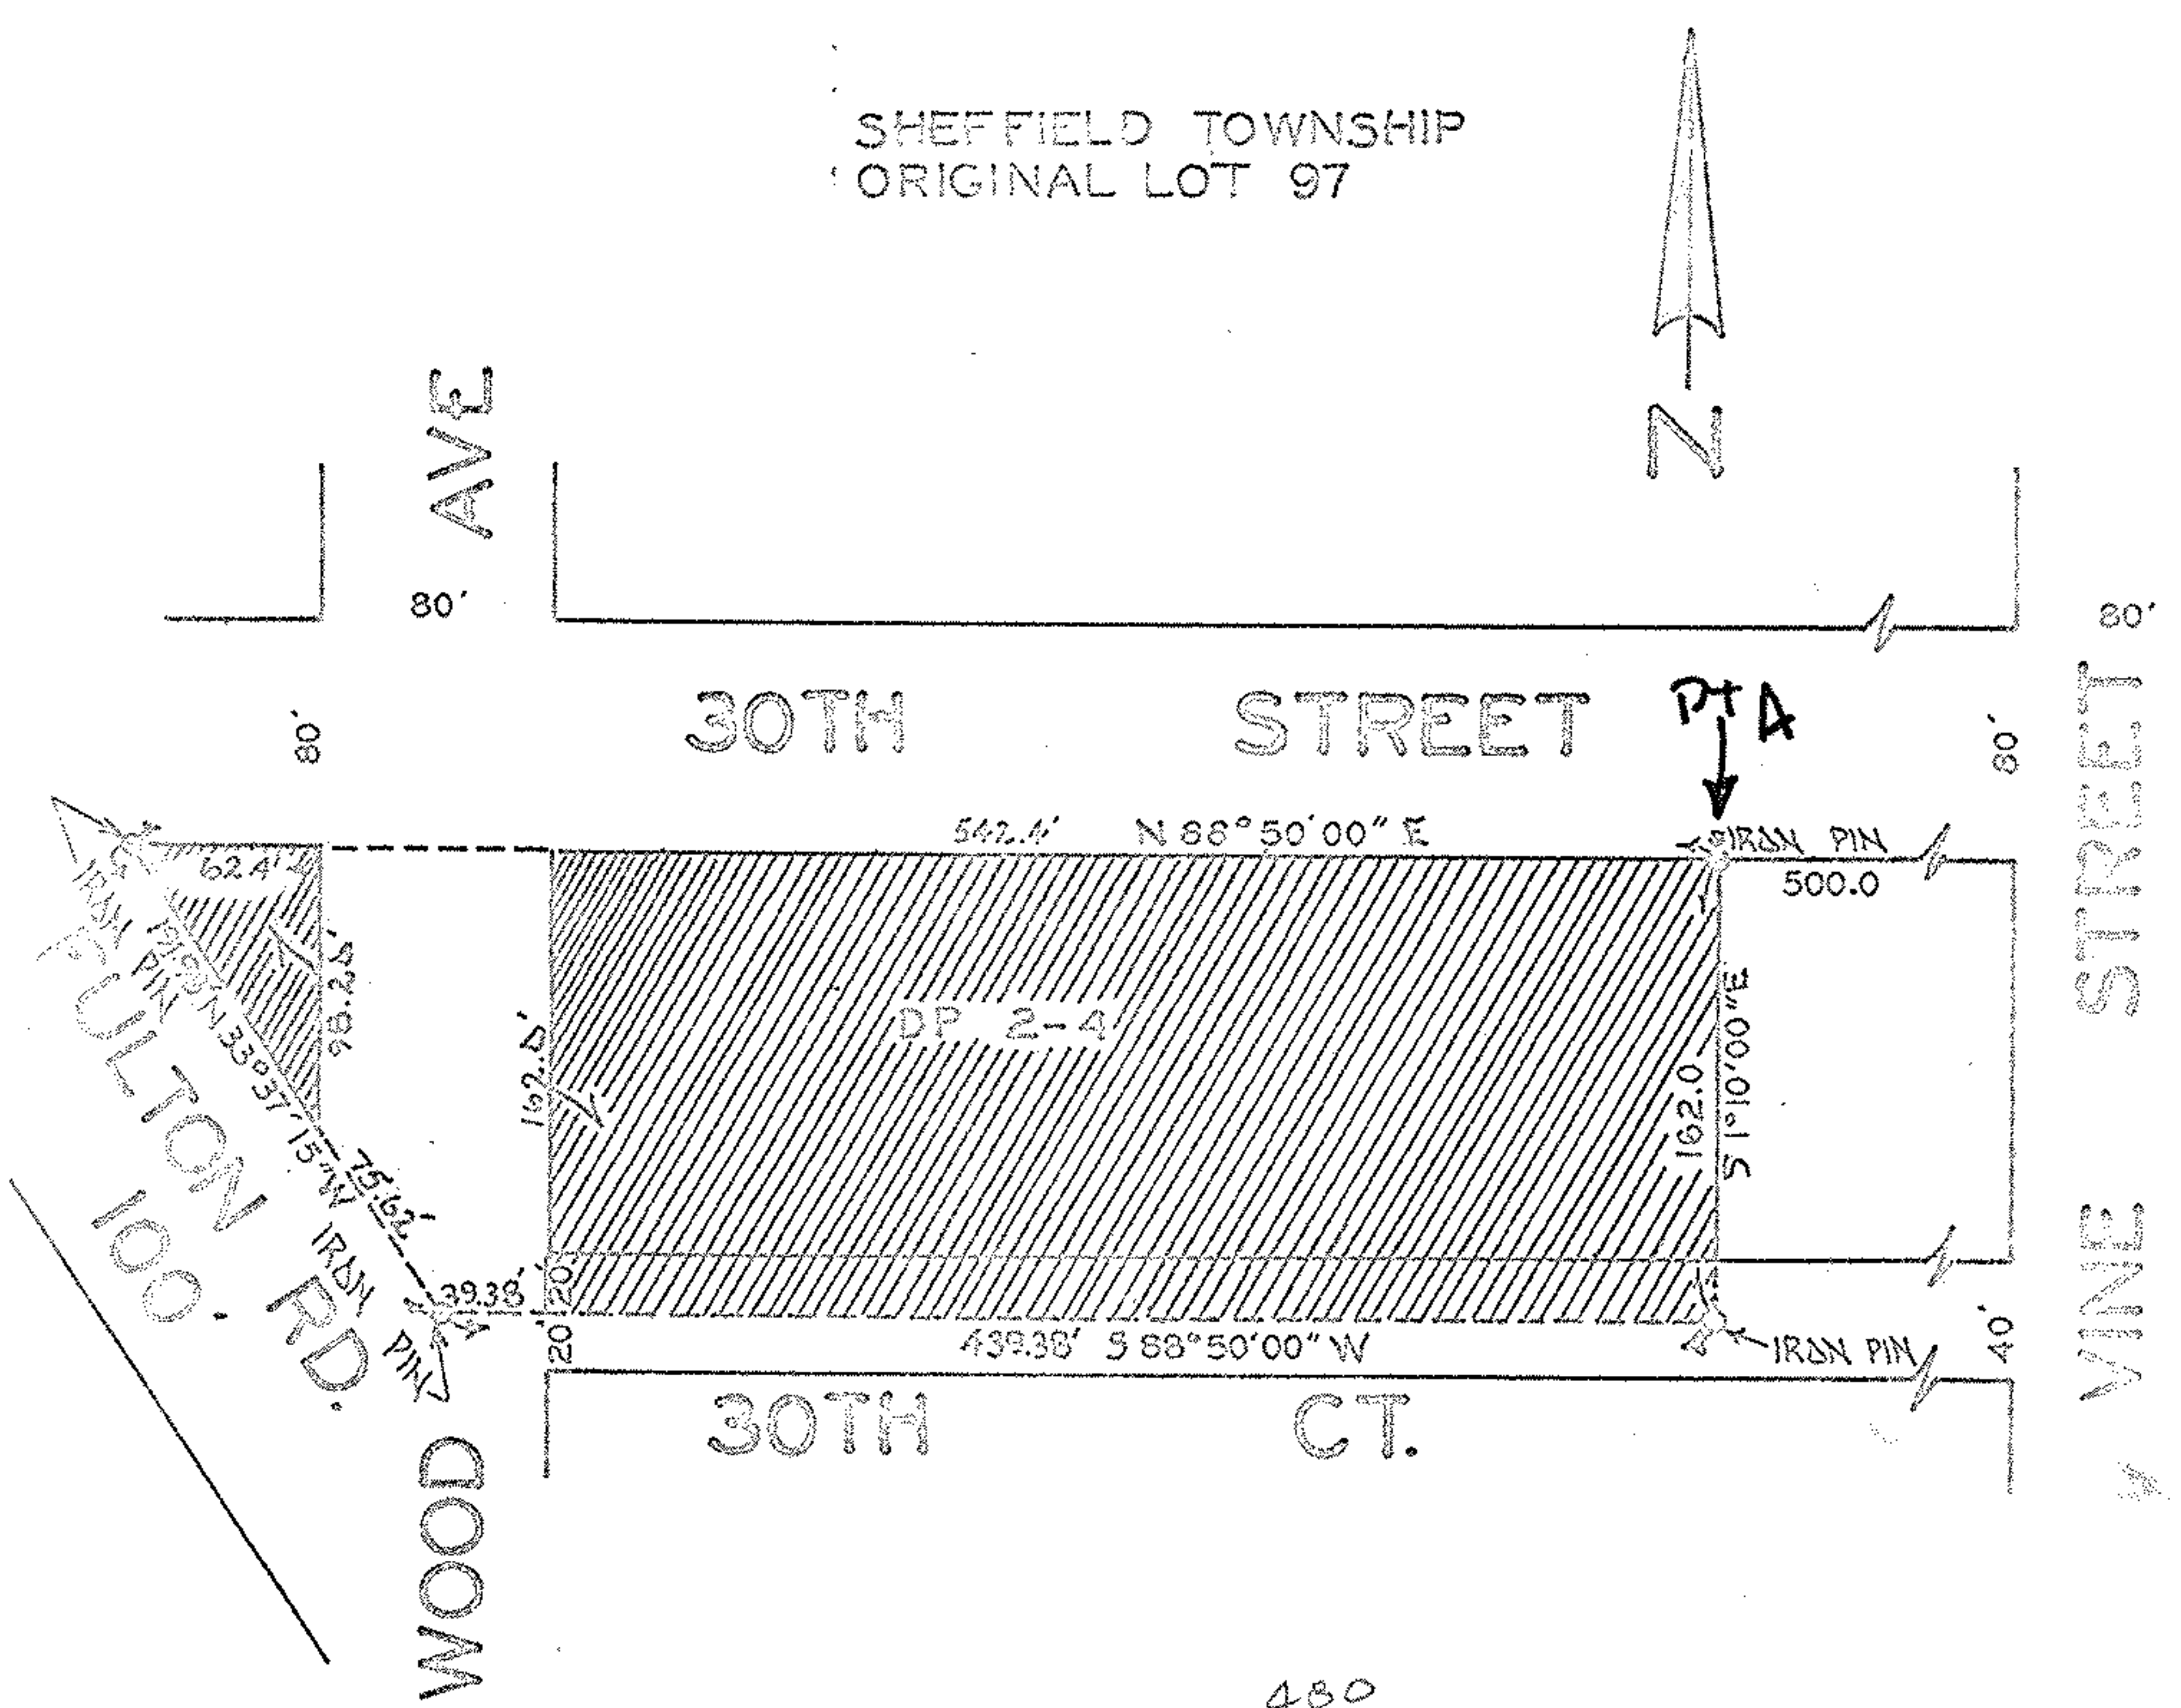 SHEFFIELD TOWNSHIP
ORIGINAL LOT 97
N
AVE
80'
80'
80'
30TH STREET
PT A
80'
STREET
542.4' N 88°50'00" E
IRON PIN
500.0
62.4'
IRON PIN
98.2'
N 33°37'15" W
DP 2-4
162.0'
162.0
S 1°10'00" E
FULTON RD.
100'
75.62'
IRON PIN
39.38'
20'
20'
439.38' S 88°50'00" W
IRON PIN
40'
VINE
30TH CT.
WOOD
480